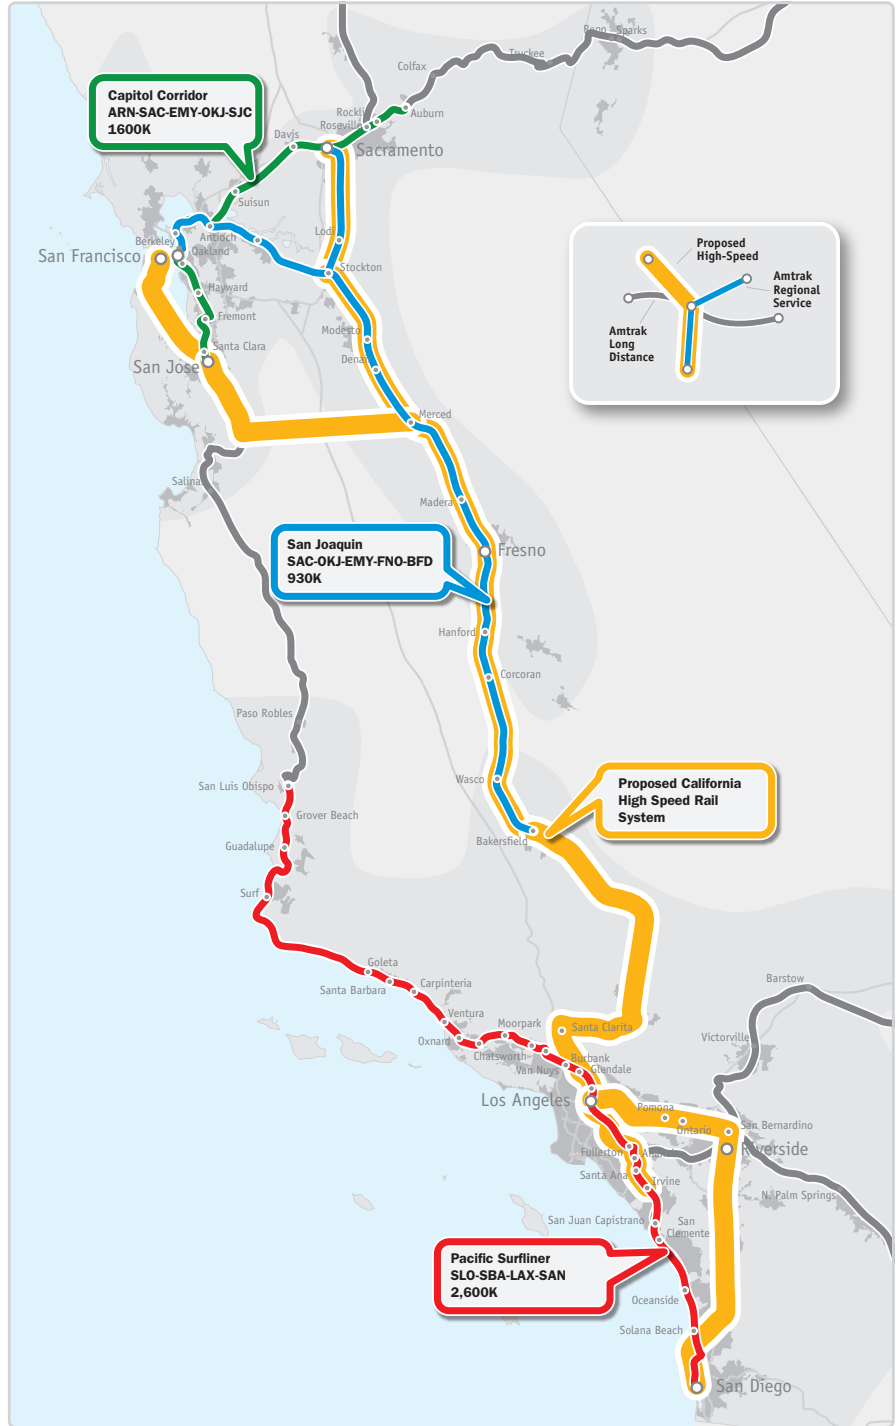 Reno
Sparks
Truckee
Colfax
Capitol Corridor
ARN-SAC-EMY-OKJ-SJC
1600K
Rocklin
Auburn
Roseville
Davis
Sacramento
Suisun
Lodi
Berkeley
Antioch
San Francisco
Oakland
Stockton
Proposed
High-Speed
Amtrak
Regional
Service
Amtrak
Long
Distance
Hayward
Fremont
Modesto
Santa Clara
San Jose
Merced
Salinas
Madera
San Joaquin
SAC-OKJ-EMY-FNO-BFD
930K
Fresno
Hanford
Corcoran
Paso Robles
Wasco
San Luis Obispo
Proposed California
High Speed Rail
System
Grover Beach
Bakersfield
Guadalupe
Surf
Goleta
Santa Barbara
Carpinteria
Barstow
Ventura
Moorpark
Santa Clarita
Oxnard
Victorville
Chatsworth
Burbank
Van Nuys
Glendale
Los Angeles
Pomona
Ontario
San Bernardino
Fullerton
Riverside
Santa Ana
Irvine
N. Palm Springs
San Juan Capistrano
San
Clemente
Pacific Surfliner
SLO-SBA-LAX-SAN
2,600K
Oceanside
Solana Beach
San Diego